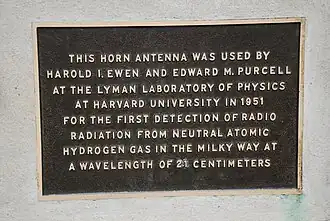 THIS HORN ANTENNA WAS USED BY
HAROLD I. EWEN AND EDWARD M. PURCELL
AT THE LYMAN LABORATORY OF PHYSICS
AT HARVARD UNIVERSITY IN 1951
FOR THE FIRST DETECTION OF RADIO
RADIATION FROM NEUTRAL ATOMIC
HYDROGEN GAS IN THE MILKY WAY AT
A WAVELENGTH OF 21 CENTIMETERS